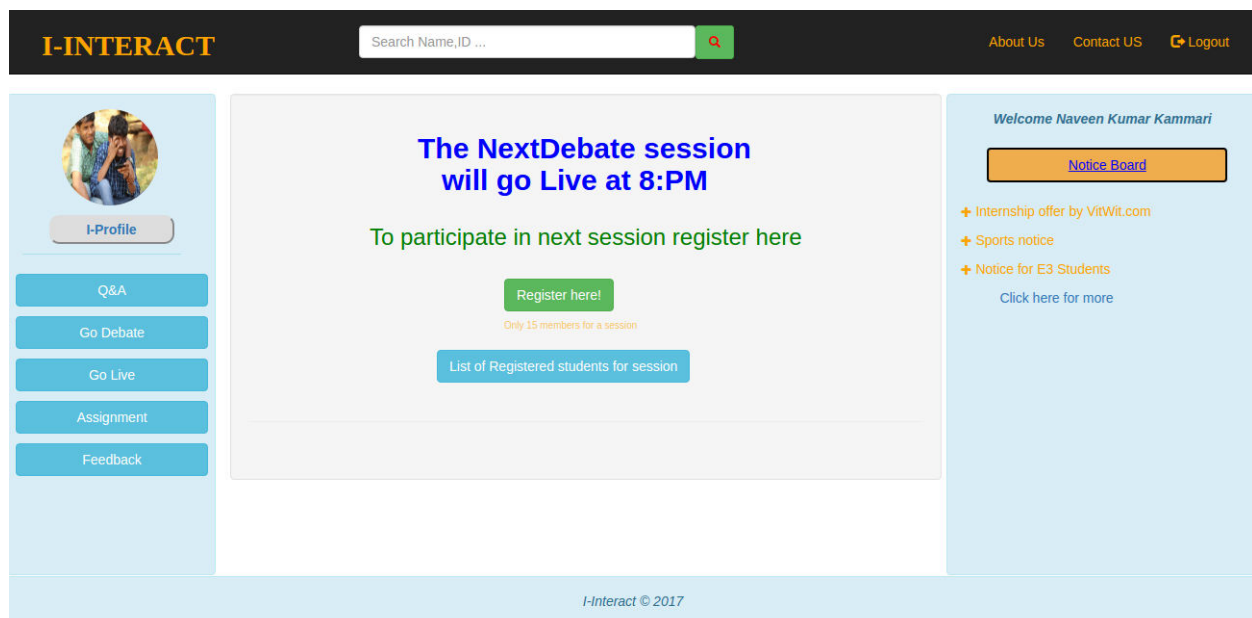 I-INTERACT
Search Name,ID ...
About Us
Contact US
Logout
I-Profile
Q&A
Go Debate
Go Live
Assignment
Feedback
The NextDebate session
will go Live at 8:PM
To participate in next session register here
Register here!
Only 15 members for a session
List of Registered students for session
Welcome Naveen Kumar Kammari
Notice Board
Internship offer by VitWit.com
Sports notice
Notice for E3 Students
Click here for more
I-Interact © 2017